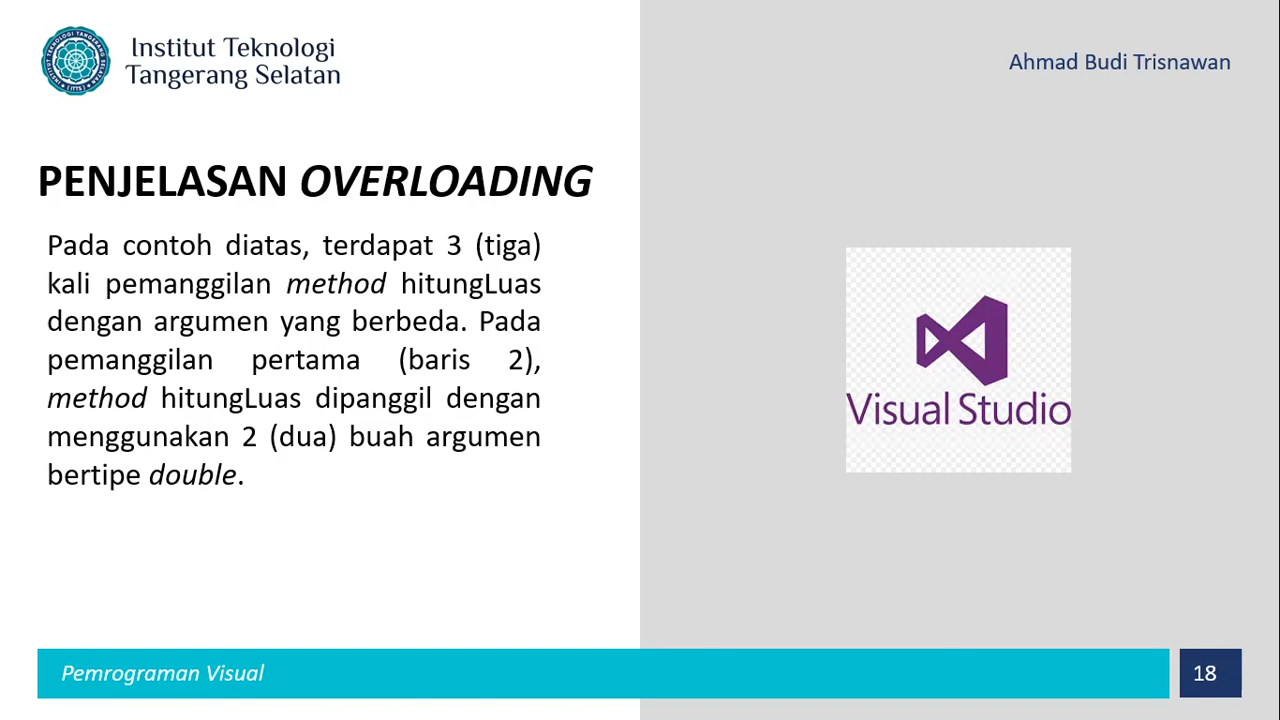 Institut Teknologi
Tangerang Selatan
Ahmad Budi Trisnawan
PENJELASAN OVERLOADING
Pada contoh diatas, terdapat 3 (tiga)
kali pemanggilan method hitungLuas
dengan argumen yang berbeda. Pada
pemanggilan pertama (baris 2),
method hitungLuas dipanggil dengan
menggunakan 2 (dua) buah argumen
bertipe double.
Visual Studio
Pemrograman Visual
18